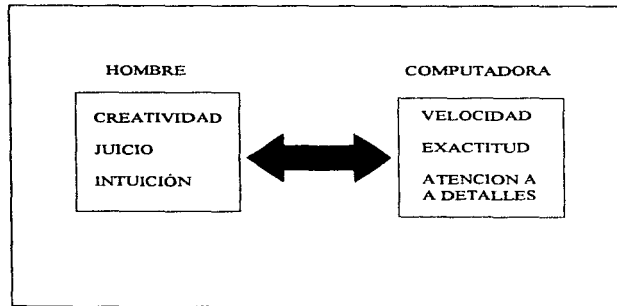 HOMBRE
CREATIVIDAD
JUICIO
INTUICIÓN
COMPUTADORA
VELOCIDAD
EXACTITUD
ATENCION A
A DETALLES